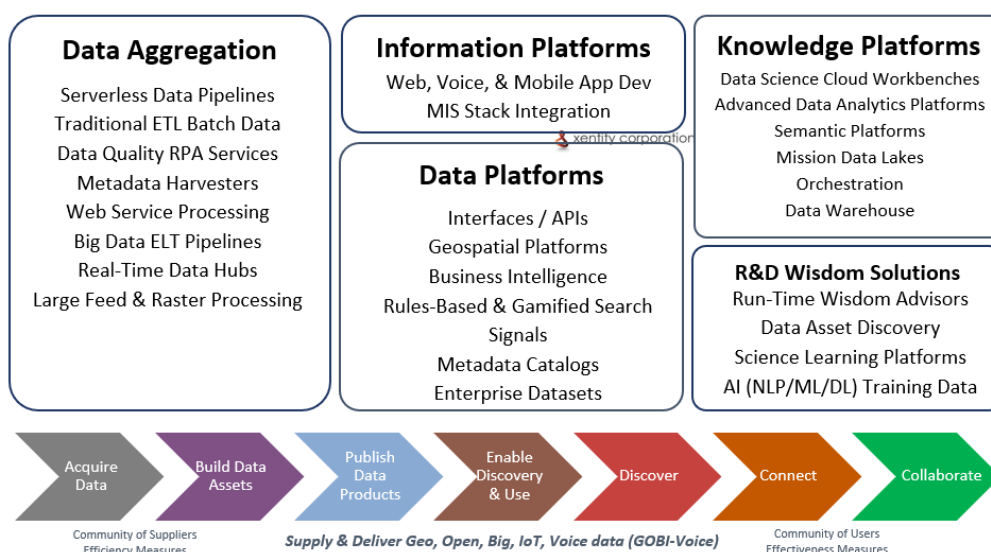 Data Aggregation
Serverless Data Pipelines
Traditional ETL Batch Data
Data Quality RPA Services
Metadata Harvesters
Web Service Processing
Big Data ELT Pipelines
Real-Time Data Hubs
Large Feed & Raster Processing
Information Platforms
Web, Voice, & Mobile App Dev
MIS Stack Integration
xentity corporation
Data Platforms
Interfaces / APIs
Geospatial Platforms
Business Intelligence
Rules-Based & Gamified Search
Signals
Metadata Catalogs
Enterprise Datasets
Knowledge Platforms
Data Science Cloud Workbenches
Advanced Data Analytics Platforms
Semantic Platforms
Mission Data Lakes
Orchestration
Data Warehouse
R&D Wisdom Solutions
Run-Time Wisdom Advisors
Data Asset Discovery
Science Learning Platforms
AI (NLP/ML/DL) Training Data
Acquire
Data
Build Data
Assets
Publish
Data
Products
Enable
Discovery
& Use
Discover
Connect
Collaborate
Community of Suppliers
Efficiency Measures
Supply & Deliver Geo, Open, Big, IoT, Voice data (GOBI-Voice)
Community of Users
Effectiveness Measures